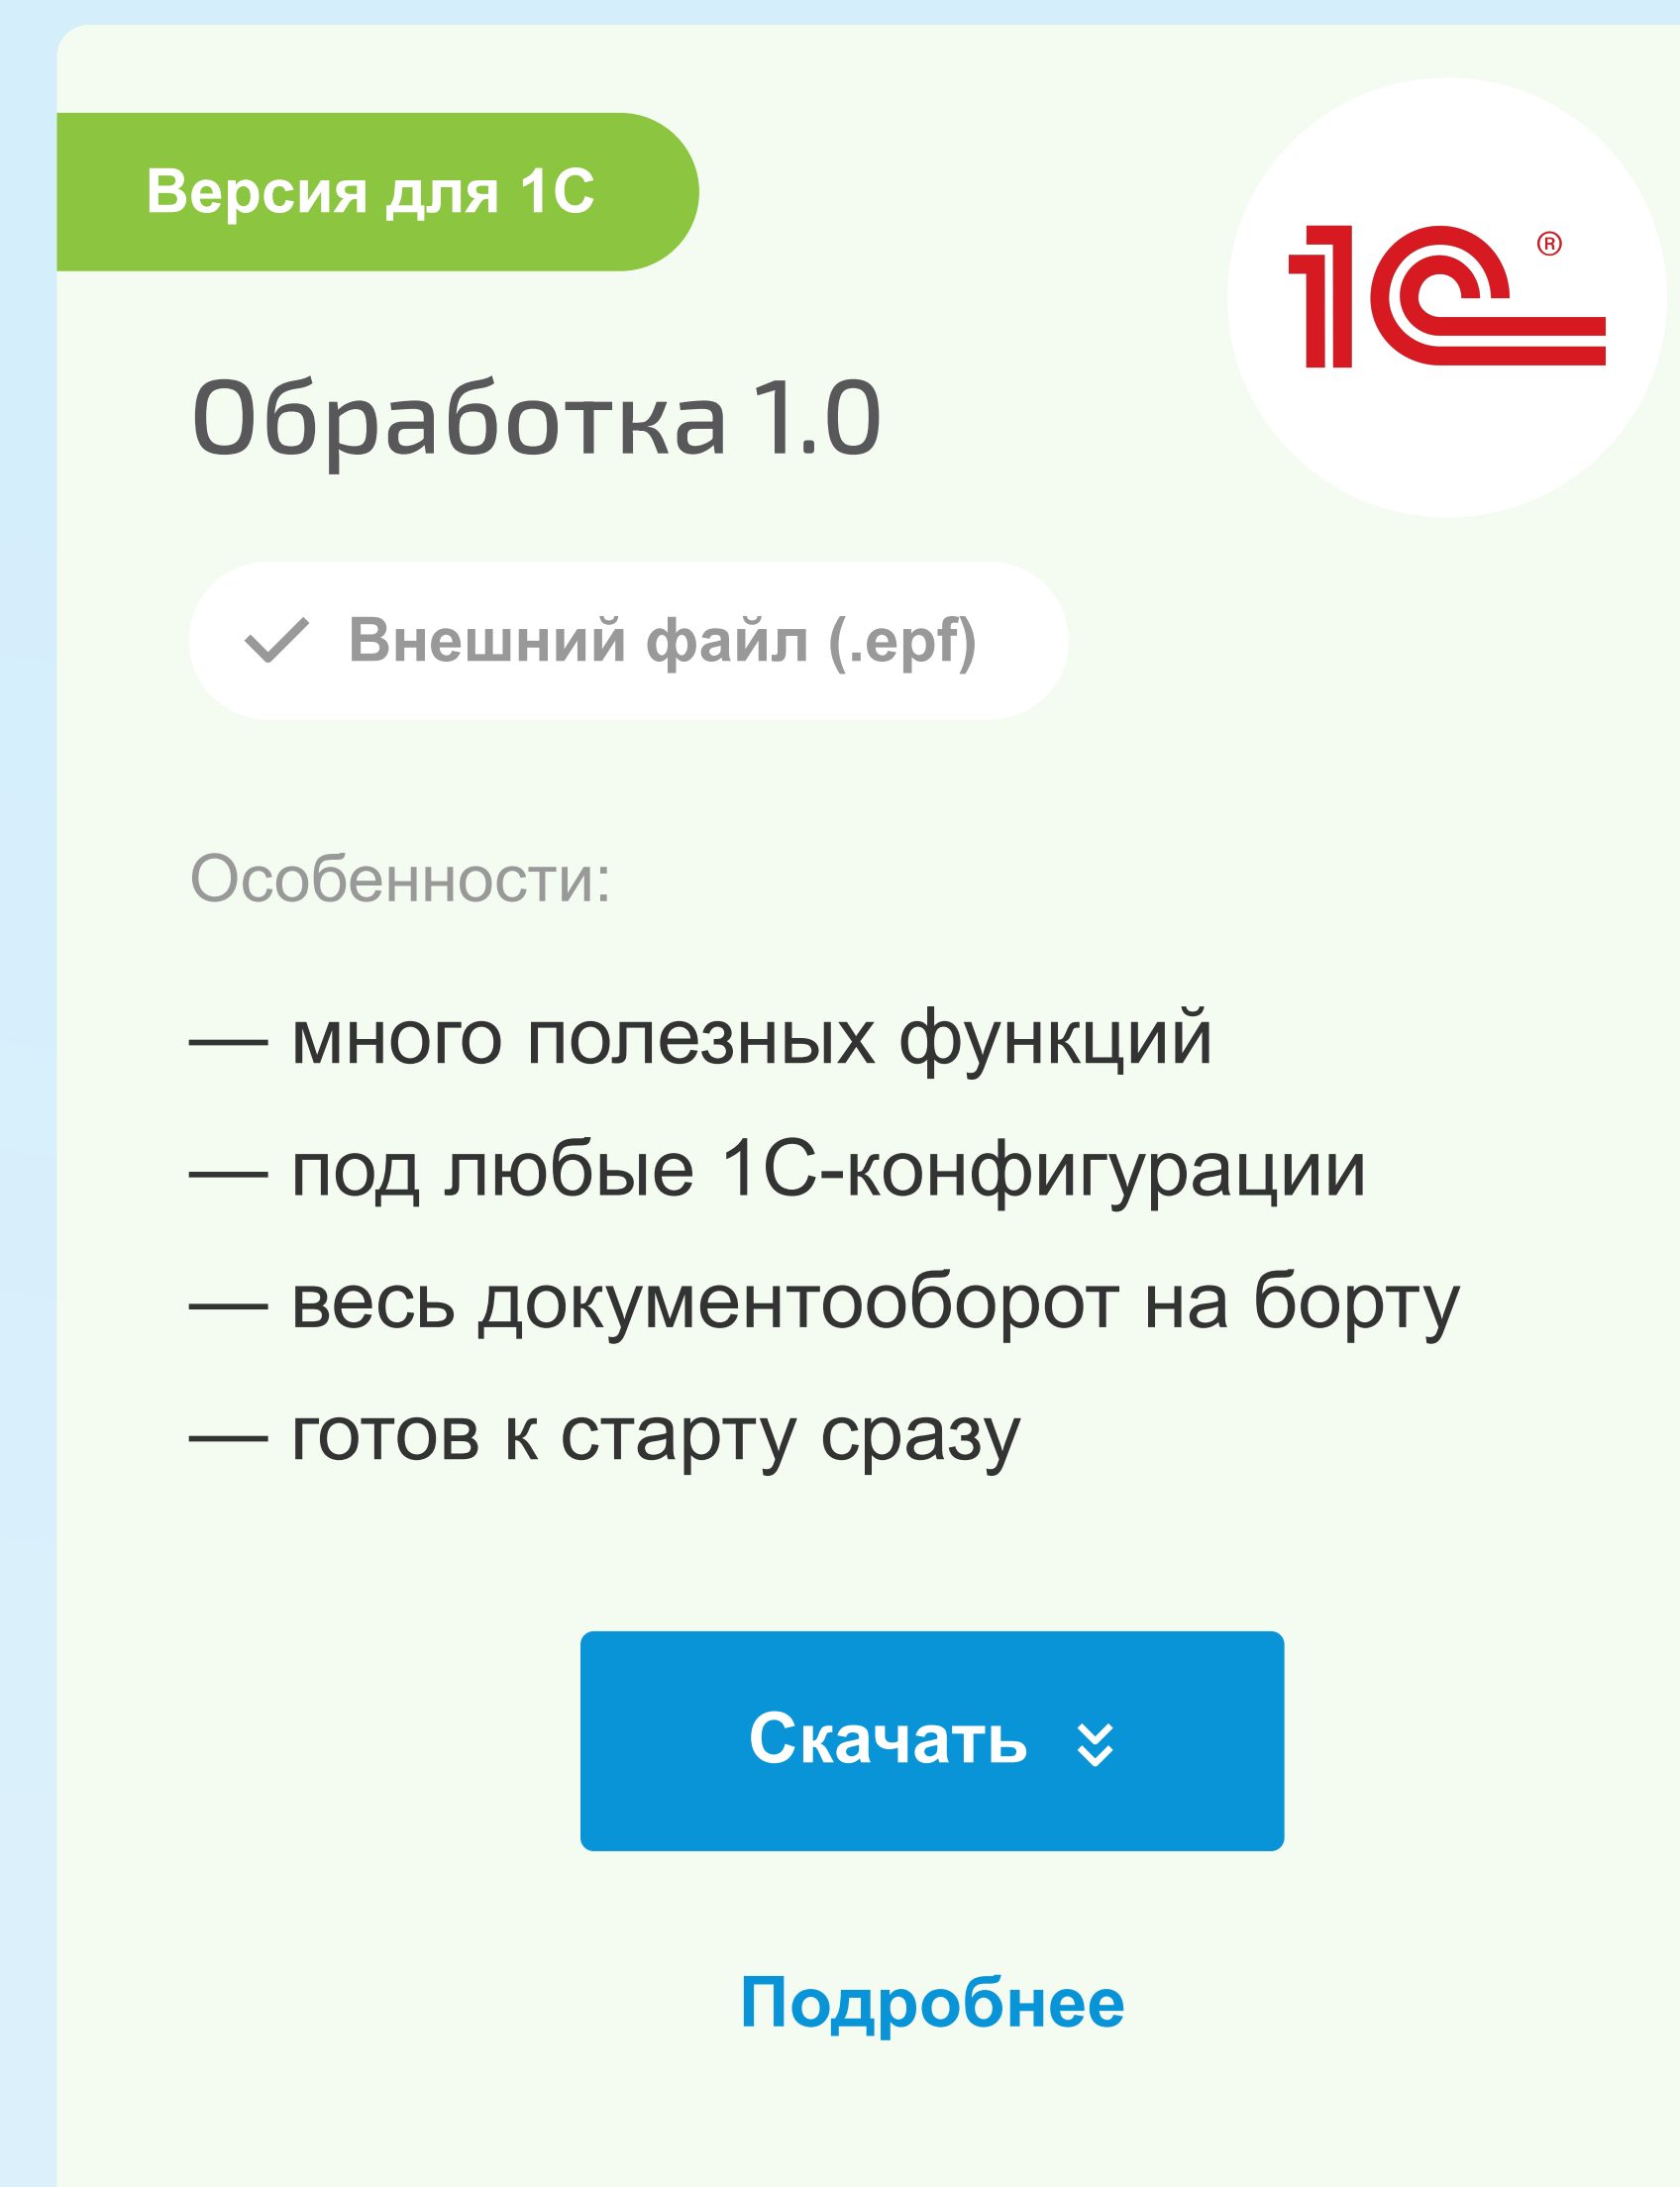 Версия для 1С
1С®
Обработка 1.0
Внешний файл (.epf)
Особенности:
— много полезных функций
— под любые 1С-конфигурации
— весь документооборот на борту
— готов к старту сразу
Скачать
Подробнее